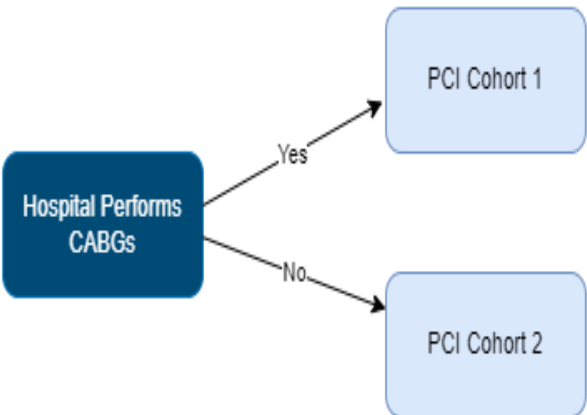 PCI Cohort 1
Yes
Hospital Performs
CABGs
No
PCI Cohort 2